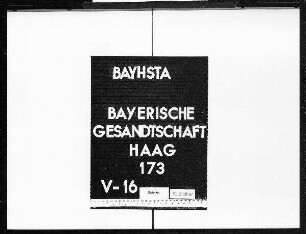 BAYHSTA
BAYERISCHE
GESANDTSCHAFT
HAAG
173
V-16